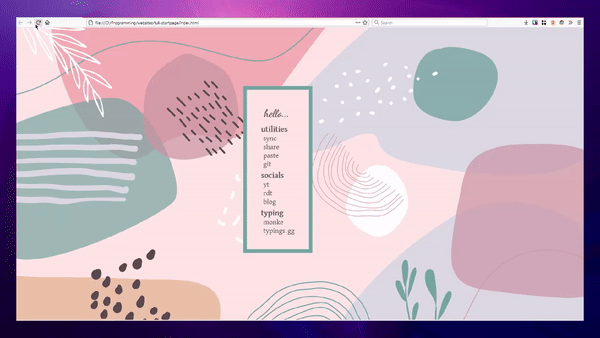 file:///D:/Programming/websites/full-startpage/index.html
Search
hello...
utilities
sync
share
paste
git
socials
yt
rdt
blog
typing
monke
typings gg